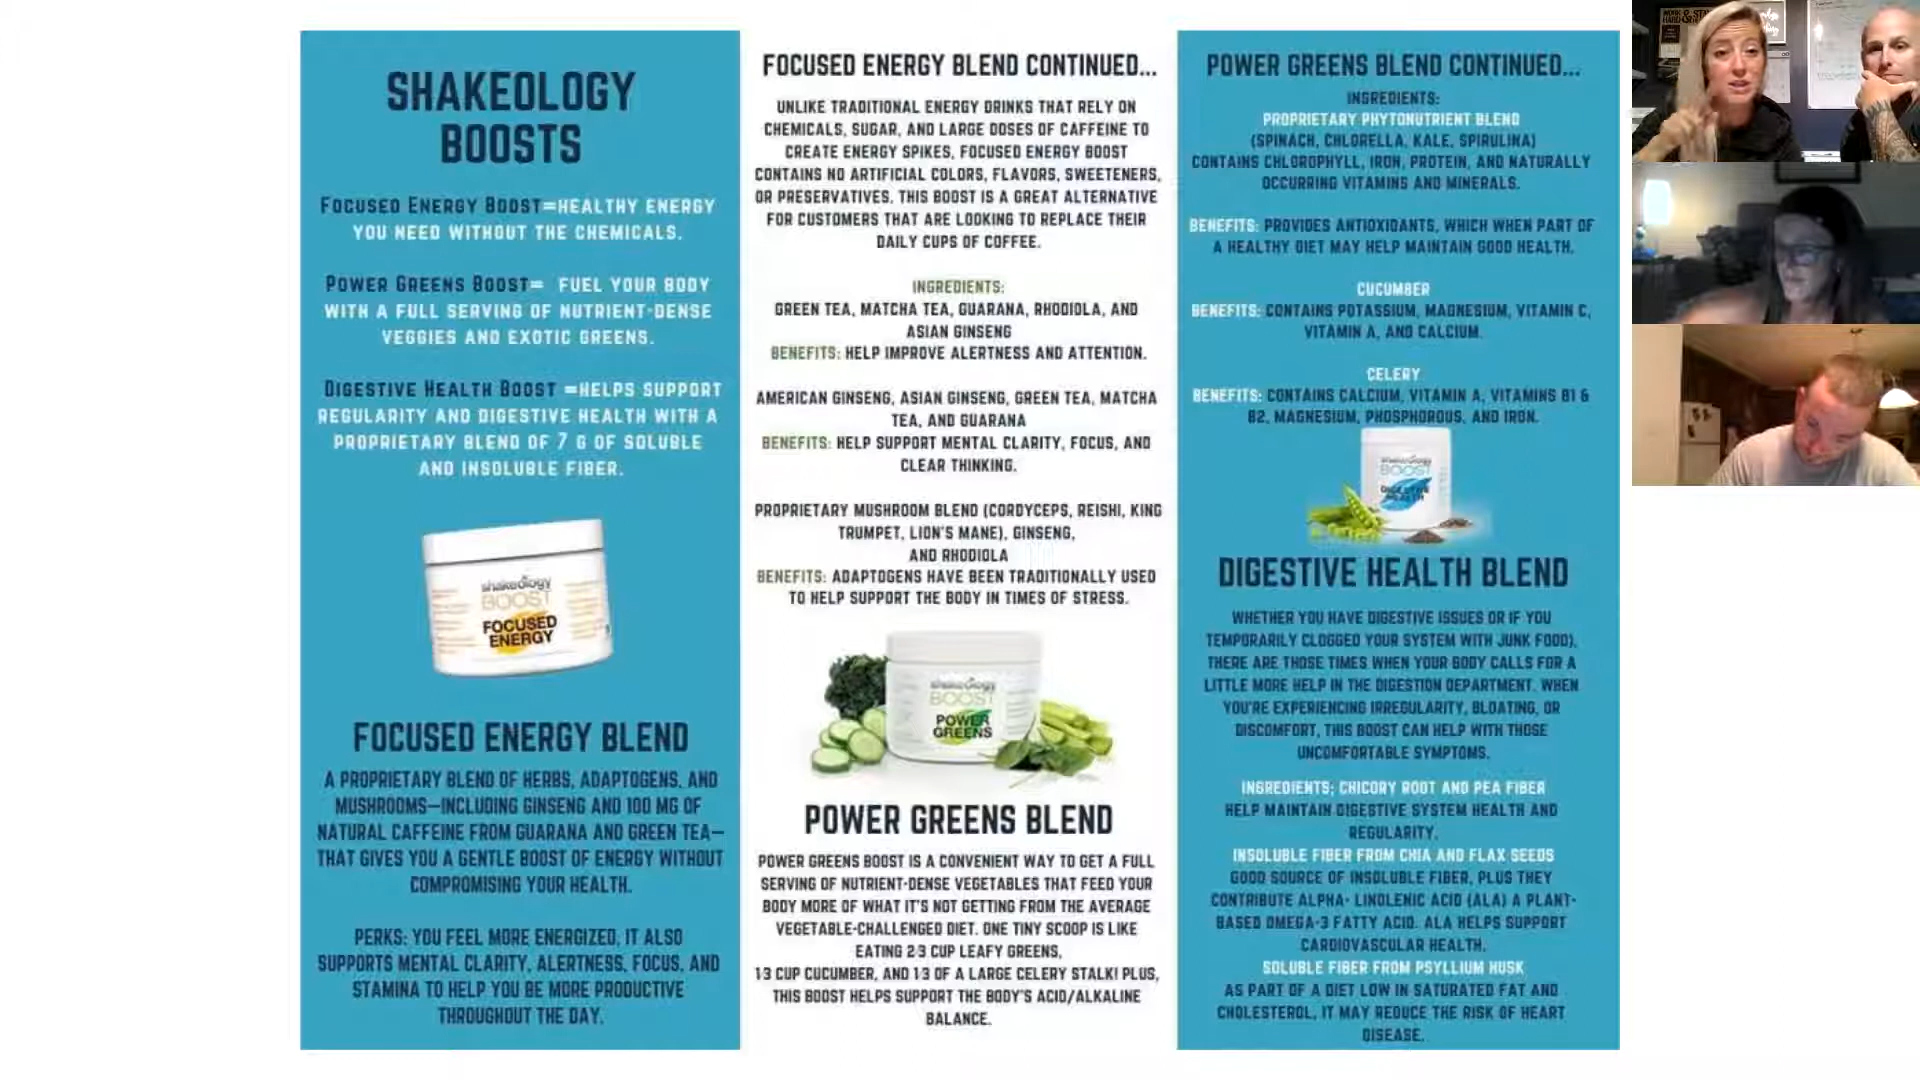 SHAKEOLOGY
BOOSTS
FOCUSED ENERGY BOOST=HEALTHY ENERGY
YOU NEED WITHOUT THE CHEMICALS.
POWER GREENS BOOST= FUEL YOUR BODY
WITH A FULL SERVING OF NUTRIENT-DENSE
VEGGIES AND EXOTIC GREENS.
DIGESTIVE HEALTH BOOST =HELPS SUPPORT
REGULARITY AND DIGESTIVE HEALTH WITH A
PROPRIETARY BLEND OF 7 G OF SOLUBLE
AND INSOLUBLE FIBER.
shakeology
BOOST
FOCUSED
ENERGY
FOCUSED ENERGY BLEND
A PROPRIETARY BLEND OF HERBS, ADAPTOGENS, AND
MUSHROOMS—INCLUDING GINSENG AND 100 MG OF
NATURAL CAFFEINE FROM GUARANA AND GREEN TEA—
THAT GIVES YOU A GENTLE BOOST OF ENERGY WITHOUT
COMPROMISING YOUR HEALTH.
PERKS: YOU FEEL MORE ENERGIZED, IT ALSO
SUPPORTS MENTAL CLARITY, ALERTNESS, FOCUS, AND
STAMINA TO HELP YOU BE MORE PRODUCTIVE
THROUGHOUT THE DAY.
FOCUSED ENERGY BLEND CONTINUED...
UNLIKE TRADITIONAL ENERGY DRINKS THAT RELY ON
CHEMICALS, SUGAR, AND LARGE DOSES OF CAFFEINE TO
CREATE ENERGY SPIKES, FOCUSED ENERGY BOOST
CONTAINS NO ARTIFICIAL COLORS, FLAVORS, SWEETENERS,
OR PRESERVATIVES. THIS BOOST IS A GREAT ALTERNATIVE
FOR CUSTOMERS THAT ARE LOOKING TO REPLACE THEIR
DAILY CUPS OF COFFEE.
INGREDIENTS:
GREEN TEA, MATCHA TEA, GUARANA, RHODIOLA, AND
ASIAN GINSENG
BENEFITS: HELP IMPROVE ALERTNESS AND ATTENTION.
AMERICAN GINSENG, ASIAN GINSENG, GREEN TEA, MATCHA
TEA, AND GUARANA
BENEFITS: HELP SUPPORT MENTAL CLARITY, FOCUS, AND
CLEAR THINKING.
PROPRIETARY MUSHROOM BLEND (CORDYCEPS, REISHI, KING
TRUMPET, LION'S MANE), GINSENG,
AND RHODIOLA
BENEFITS: ADAPTOGENS HAVE BEEN TRADITIONALLY USED
TO HELP SUPPORT THE BODY IN TIMES OF STRESS.
shakeology
BOOST
POWER
GREENS
POWER GREENS BLEND
POWER GREENS BOOST IS A CONVENIENT WAY TO GET A FULL
SERVING OF NUTRIENT-DENSE VEGETABLES THAT FEED YOUR
BODY MORE OF WHAT IT'S NOT GETTING FROM THE AVERAGE
VEGETABLE-CHALLENGED DIET. ONE TINY SCOOP IS LIKE
EATING 2⁄3 CUP LEAFY GREENS,
1⁄3 CUP CUCUMBER, AND 1⁄3 OF A LARGE CELERY STALK! PLUS,
THIS BOOST HELPS SUPPORT THE BODY'S ACID/ALKALINE
BALANCE.
POWER GREENS BLEND CONTINUED...
INGREDIENTS:
PROPRIETARY PHYTONUTRIENT BLEND
(SPINACH, CHLORELLA, KALE, SPIRULINA)
CONTAINS CHLOROPHYLL, IRON, PROTEIN, AND NATURALLY
OCCURRING VITAMINS AND MINERALS.
BENEFITS: PROVIDES ANTIOXIDANTS, WHICH WHEN PART OF
A HEALTHY DIET MAY HELP MAINTAIN GOOD HEALTH.
CUCUMBER
BENEFITS: CONTAINS POTASSIUM, MAGNESIUM, VITAMIN C,
VITAMIN A, AND CALCIUM.
CELERY
BENEFITS: CONTAINS CALCIUM, VITAMIN A, VITAMINS B1 &
B2, MAGNESIUM, PHOSPHOROUS, AND IRON.
shakeology
BOOST
DIGESTIVE
HEALTH
DIGESTIVE HEALTH BLEND
WHETHER YOU HAVE DIGESTIVE ISSUES OR IF YOU
TEMPORARILY CLOGGED YOUR SYSTEM WITH JUNK FOOD),
THERE ARE THOSE TIMES WHEN YOUR BODY CALLS FOR A
LITTLE MORE HELP IN THE DIGESTION DEPARTMENT. WHEN
YOU'RE EXPERIENCING IRREGULARITY, BLOATING, OR
DISCOMFORT, THIS BOOST CAN HELP WITH THOSE
UNCOMFORTABLE SYMPTOMS.
INGREDIENTS; CHICORY ROOT AND PEA FIBER
HELP MAINTAIN DIGESTIVE SYSTEM HEALTH AND
REGULARITY.
INSOLUBLE FIBER FROM CHIA AND FLAX SEEDS
GOOD SOURCE OF INSOLUBLE FIBER, PLUS THEY
CONTRIBUTE ALPHA- LINOLENIC ACID (ALA) A PLANT-
BASED OMEGA-3 FATTY ACID. ALA HELPS SUPPORT
CARDIOVASCULAR HEALTH.
SOLUBLE FIBER FROM PSYLLIUM HUSK
AS PART OF A DIET LOW IN SATURATED FAT AND
CHOLESTEROL, IT MAY REDUCE THE RISK OF HEART
DISEASE.